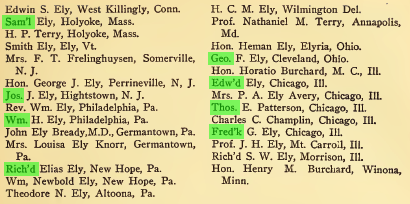 Edwin S. Ely, West Killingly, Conn.
Sam'l Ely, Holyoke, Mass.
H. P. Terry, Holyoke, Mass.
Smith Ely, Ely, Vt.
Mrs. F. T. Frelinghuysen, Somerville,
N. J.
Hon. George J. Ely, Perrineville, N. J.
Jos. J. Ely, Hightstown, N. J.
Rev. Wm. Ely, Philadelphia, Pa.
Wm. H. Ely, Philadelphia, Pa.
John Ely Bready,M.D., Germantown, Pa.
Mrs. Louisa Ely Knorr, Germantown,
Pa.
Rich'd Elias Ely, New Hope, Pa.
Wm, Newbold Ely, New Hope, Pa.
Theodore N. Ely, Altoona, Pa.
H. C. M. Ely, Wilmington Del.
Prof. Nathaniel M. Terry, Annapolis,
Md.
Hon. Heman Ely, Elyria, Ohio.
Geo. F. Ely, Cleveland, Ohio.
Hon. Horatio Burchard, M. C., Ill.
Edw'd Ely, Chicago, Ill.
Mrs. P. A. Ely Avery, Chicago, Ill.
Thos. E. Patterson, Chicago, Ill.
Charles C. Champlin, Chicago, Ill.
Fred'k G. Ely, Chicago, Ill.
Prof. J. H. Ely, Mt. Carroll, Ill.
Rich'd S. W. Ely, Morrison, Ill.
Hon. Henry M. Burchard, Winona,
Minn.